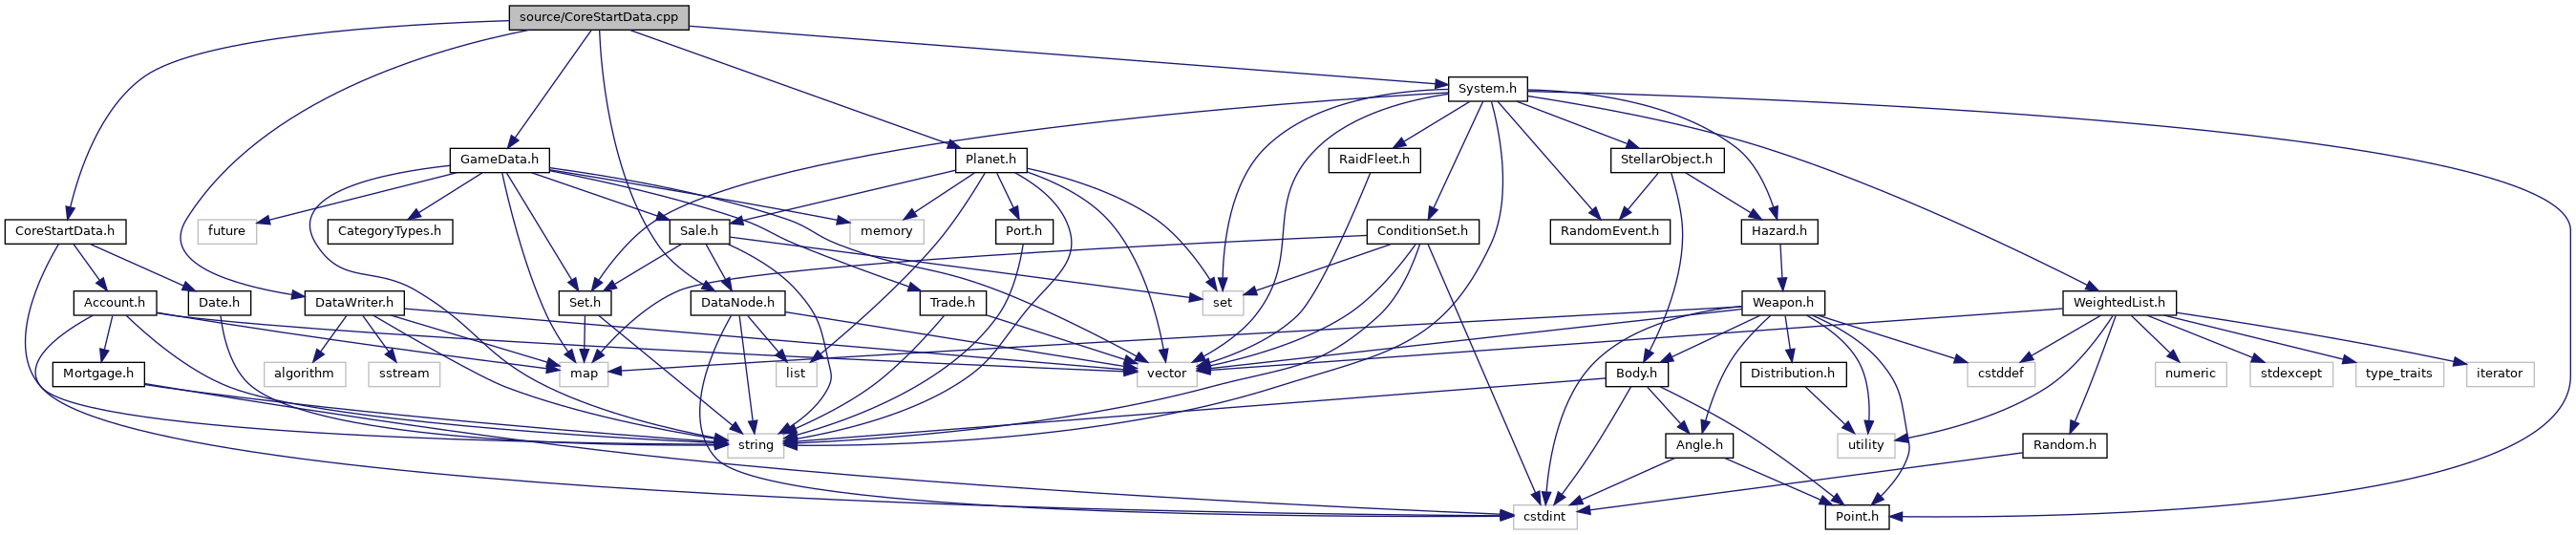 source/CoreStartData.cpp
System.h
GameData.h
Planet.h
RaidFleet.h
StellarObject.h
CoreStartData.h
future
CategoryTypes.h
Sale.h
memory
Port.h
ConditionSet.h
RandomEvent.h
Hazard.h
Account.h
Date.h
DataWriter.h
Set.h
DataNode.h
Trade.h
set
Weapon.h
WeightedList.h
Mortgage.h
algorithm
sstream
map
list
vector
Body.h
Distribution.h
cstddef
numeric
stdexcept
type_traits
iterator
string
Angle.h
utility
Random.h
cstdint
Point.h